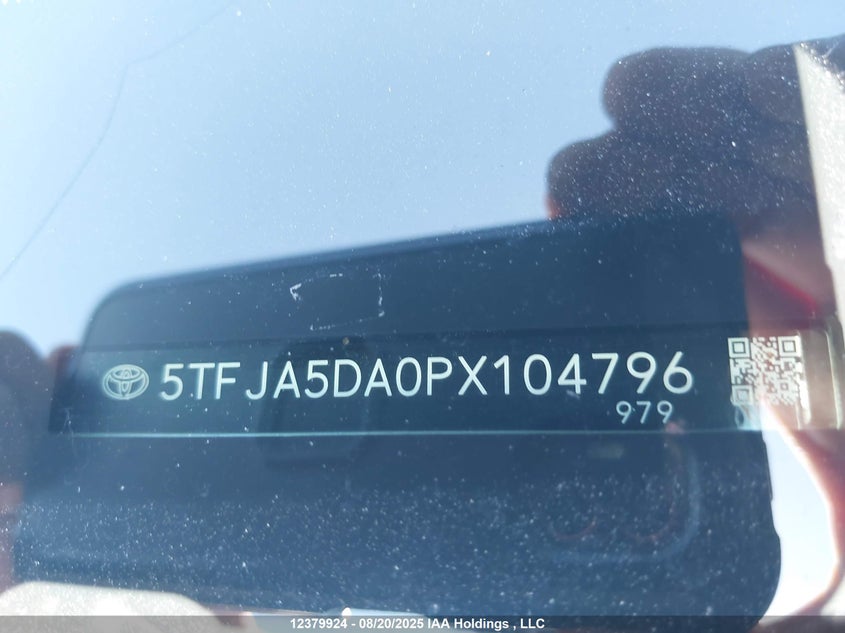 5TFJA5DA0PX104796
979
12379924 - 08/20/2025 IAA Holdings , LLC